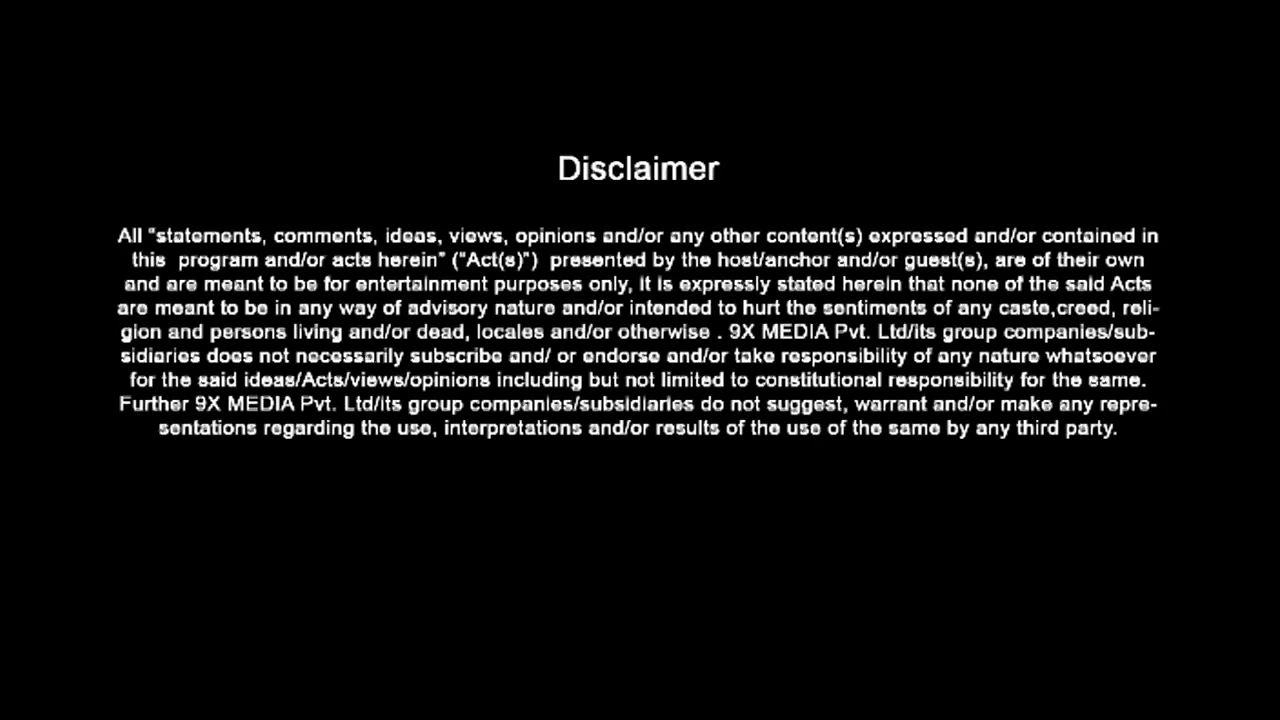 Disclaimer
All "statements, comments, ideas, views, opinions and/or any other content(s) expressed and/or contained in
this program and/or acts herein" ("Act(s)") presented by the host/anchor and/or guest(s), are of their own
and are meant to be for entertainment purposes only, it is expressly stated herein that none of the said Acts
are meant to be in any way of advisory nature and/or intended to hurt the sentiments of any caste,creed, reli-
gion and persons living and/or dead, locales and/or otherwise . 9X MEDIA Pvt. Ltd/its group companies/sub-
sidiaries does not necessarily subscribe and/ or endorse and/or take responsibility of any nature whatsoever
for the said ideas/Acts/views/opinions including but not limited to constitutional responsibility for the same.
Further 9X MEDIA Pvt. Ltd/its group companies/subsidiaries do not suggest, warrant and/or make any repre-
sentations regarding the use, interpretations and/or results of the use of the same by any third party.